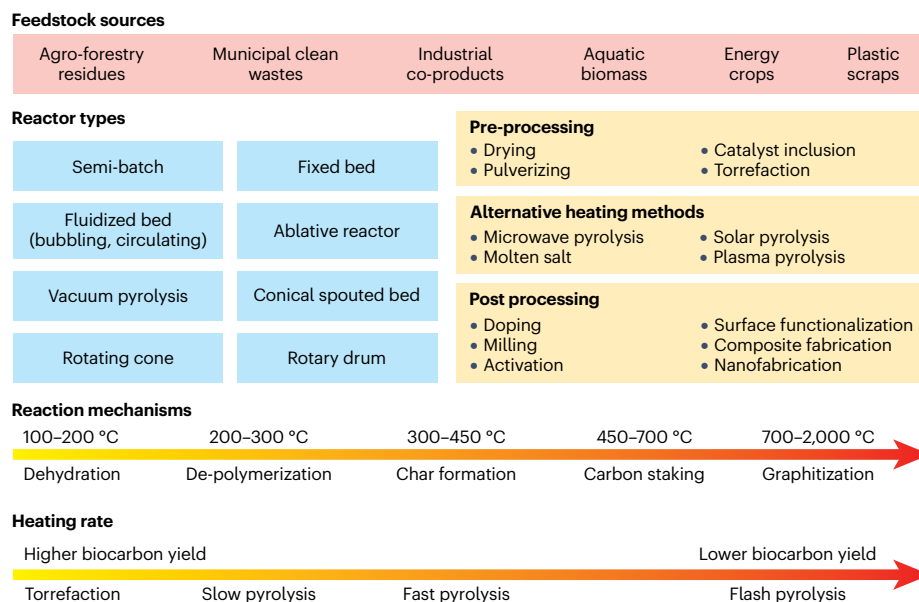 Feedstock sources
Agro-forestry residues
Municipal clean wastes
Industrial co-products
Aquatic biomass
Energy crops
Plastic scraps
Reactor types
Semi-batch
Fixed bed
Fluidized bed
(bubbling, circulating)
Ablative reactor
Vacuum pyrolysis
Conical spouted bed
Rotating cone
Rotary drum
Pre-processing
• Drying
• Pulverizing
• Catalyst inclusion
• Torrefaction
Alternative heating methods
• Microwave pyrolysis
• Molten salt
• Solar pyrolysis
• Plasma pyrolysis
Post processing
• Doping
• Milling
• Activation
• Surface functionalization
• Composite fabrication
• Nanofabrication
Reaction mechanisms
100–200 °C 200–300 °C 300–450 °C 450–700 °C 700–2,000 °C
Dehydration De-polymerization Char formation Carbon staking Graphitization
Heating rate
Higher biocarbon yield Lower biocarbon yield
Torrefaction Slow pyrolysis Fast pyrolysis Flash pyrolysis